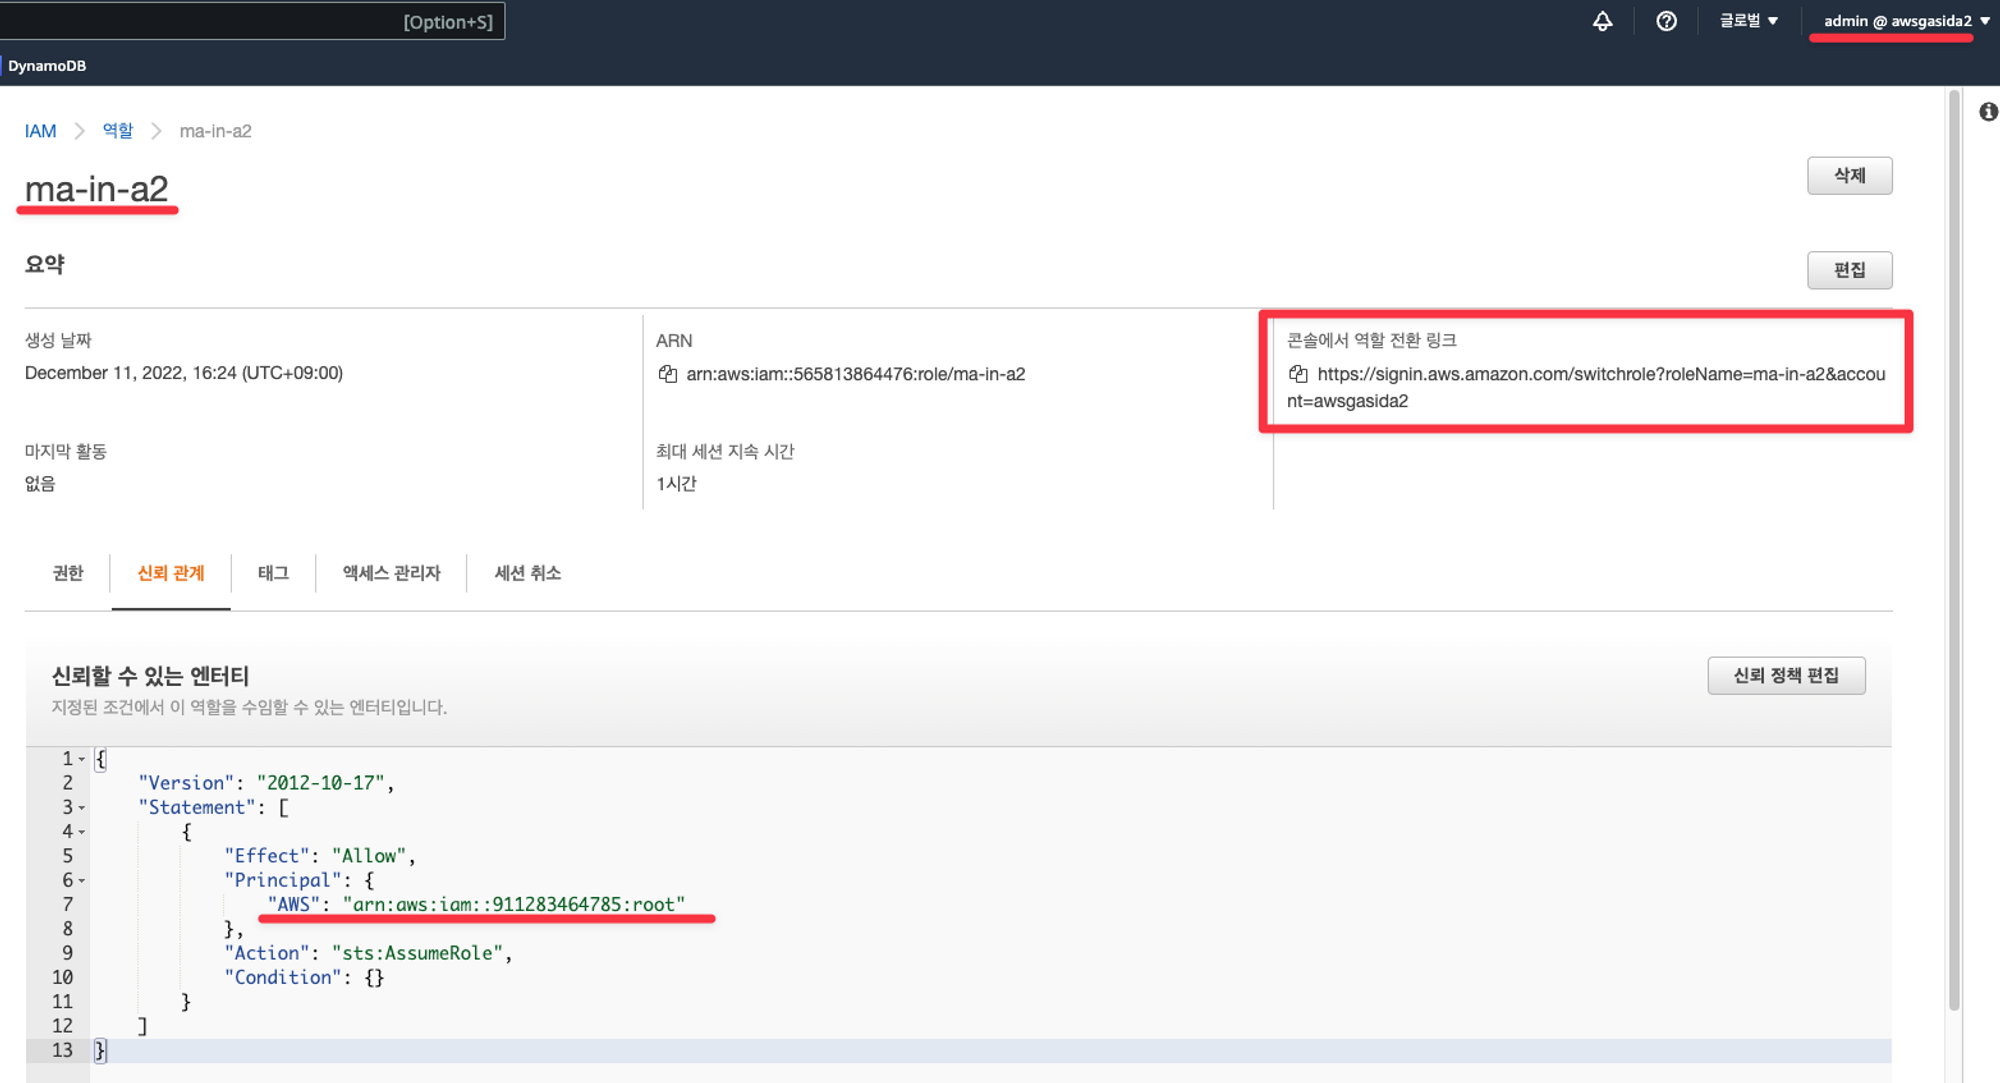 [Option+S]
글로벌
admin @ awsgasida2
DynamoDB
IAM
역할
ma-in-a2
ma-in-a2
삭제
요약
편집
생성 날짜
December 11, 2022, 16:24 (UTC+09:00)
ARN
arn:aws:iam::565813864476:role/ma-in-a2
콘솔에서 역할 전환 링크
https://signin.aws.amazon.com/switchrole?roleName=ma-in-a2&accou
nt=awsgasida2
마지막 활동
없음
최대 세션 지속 시간
1시간
권한
신뢰 관계
태그
액세스 관리자
세션 취소
신뢰할 수 있는 엔터티
지정된 조건에서 이 역할을 수임할 수 있는 엔터티입니다.
신뢰 정책 편집
1 {
2 "Version": "2012-10-17",
3 "Statement": [
4 {
5 "Effect": "Allow",
6 "Principal": {
7 "AWS": "arn:aws:iam::911283464785:root"
8 },
9 "Action": "sts:AssumeRole",
10 "Condition": {}
11 }
12 ]
13 }